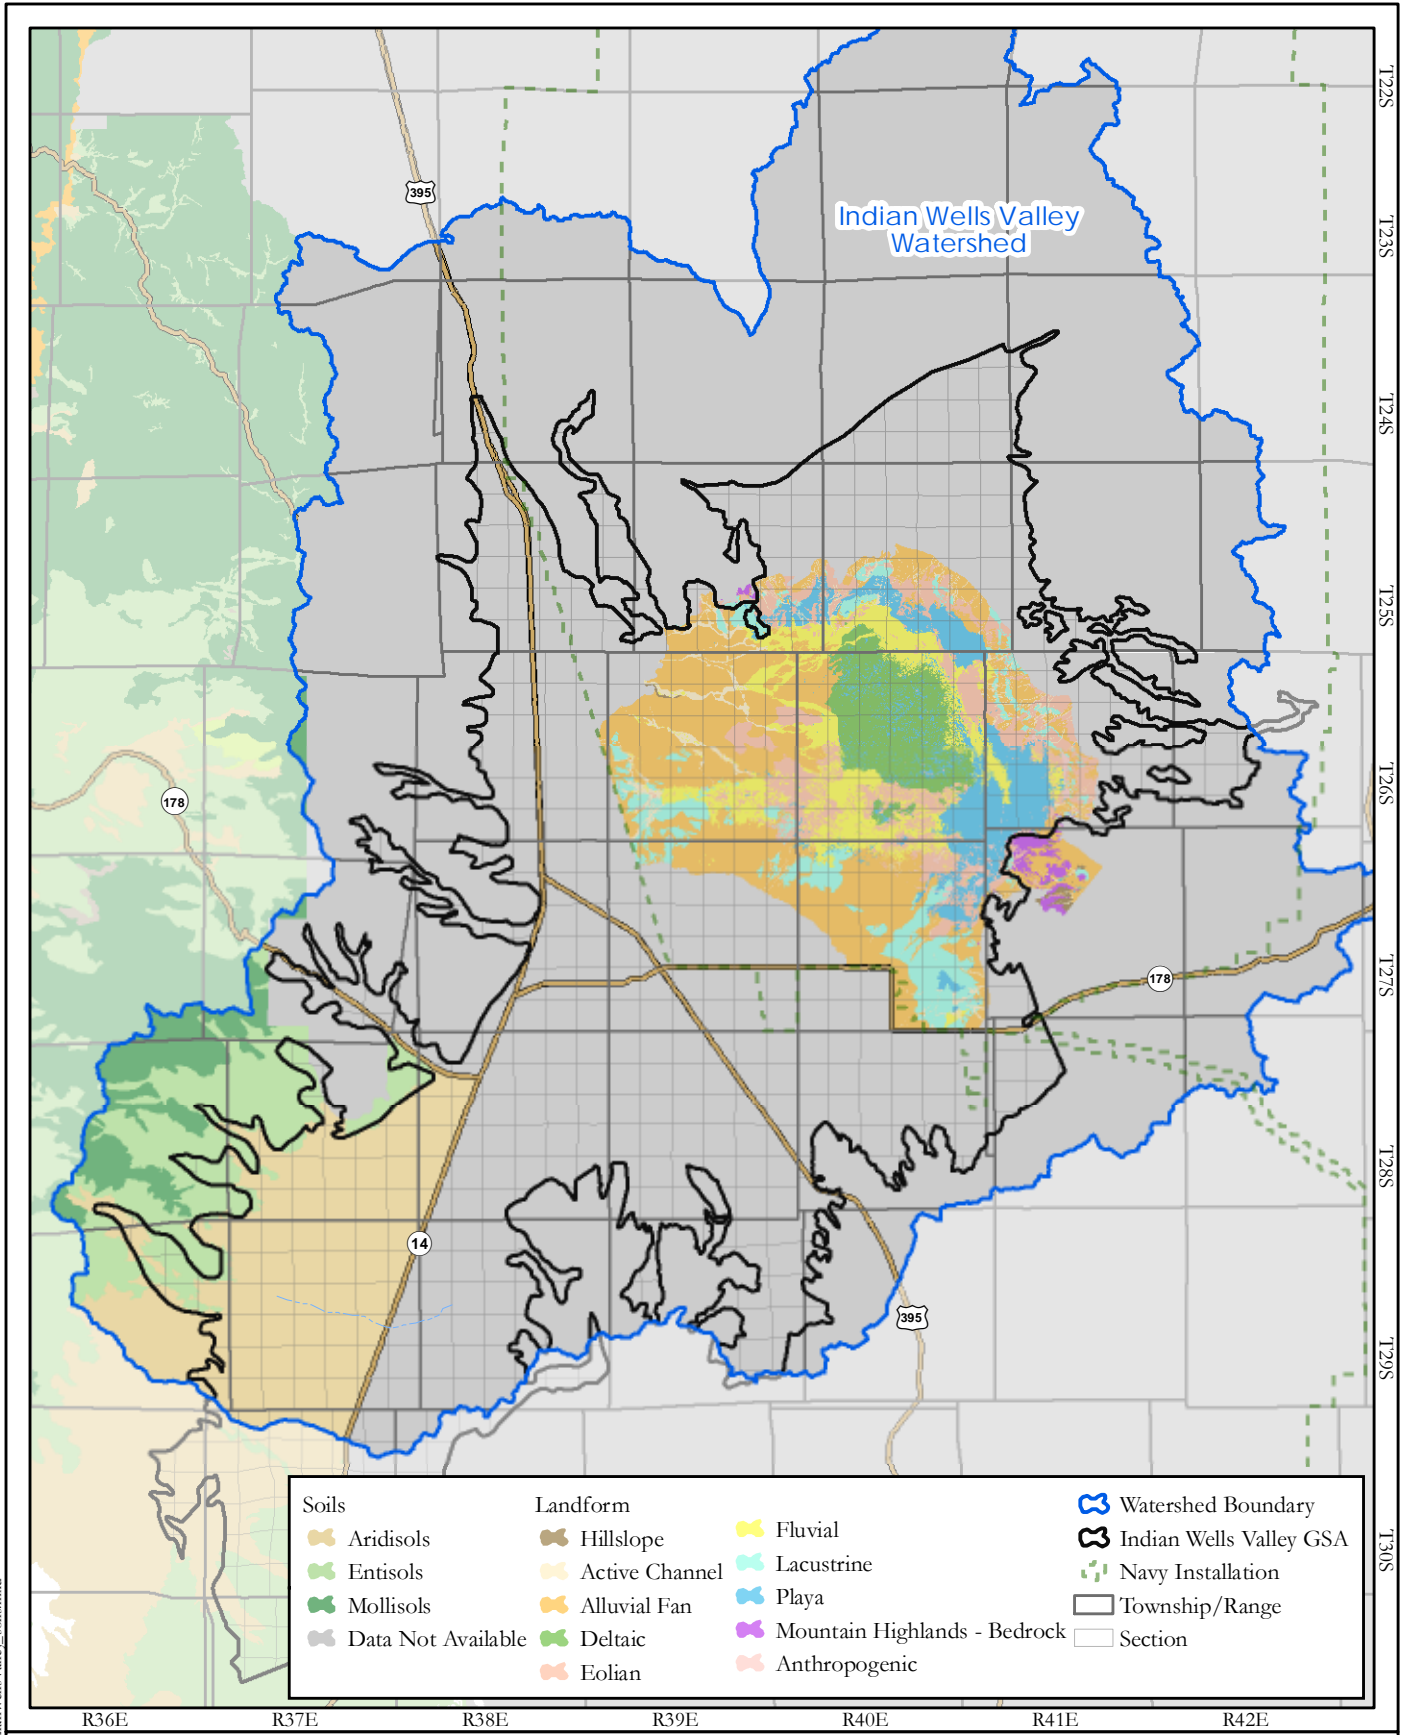 T22S
395
Indian Wells Valley
Watershed
T23S
T24S
T25S
178
T26S
178
T27S
T28S
14
395
T29S
T30S
Soils
Aridisols
Entisols
Mollisols
Data Not Available
Landform
Hillslope
Active Channel
Alluvial Fan
Deltaic
Eolian
Fluvial
Lacustrine
Playa
Mountain Highlands - Bedrock
Anthropogenic
Watershed Boundary
Indian Wells Valley GSA
Navy Installation
Township/Range
Section
R36E R37E R38E R39E R40E R41E R42E